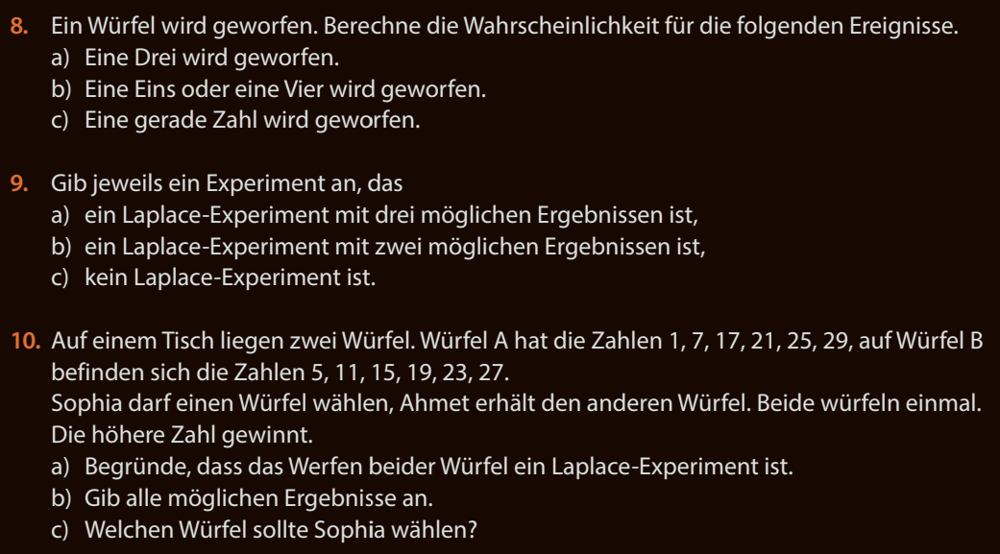 8. Ein Würfel wird geworfen. Berechne die Wahrscheinlichkeit für die folgenden Ereignisse.
a) Eine Drei wird geworfen.
b) Eine Eins oder eine Vier wird geworfen.
c) Eine gerade Zahl wird geworfen.
9. Gib jeweils ein Experiment an, das
a) ein Laplace-Experiment mit drei möglichen Ergebnissen ist,
b) ein Laplace-Experiment mit zwei möglichen Ergebnissen ist,
c) kein Laplace-Experiment ist.
10. Auf einem Tisch liegen zwei Würfel. Würfel A hat die Zahlen 1, 7, 17, 21, 25, 29, auf Würfel B
befinden sich die Zahlen 5, 11, 15, 19, 23, 27.
Sophia darf einen Würfel wählen, Ahmet erhält den anderen Würfel. Beide würfeln einmal.
Die höhere Zahl gewinnt.
a) Begründe, dass das Werfen beider Würfel ein Laplace-Experiment ist.
b) Gib alle möglichen Ergebnisse an.
c) Welchen Würfel sollte Sophia wählen?